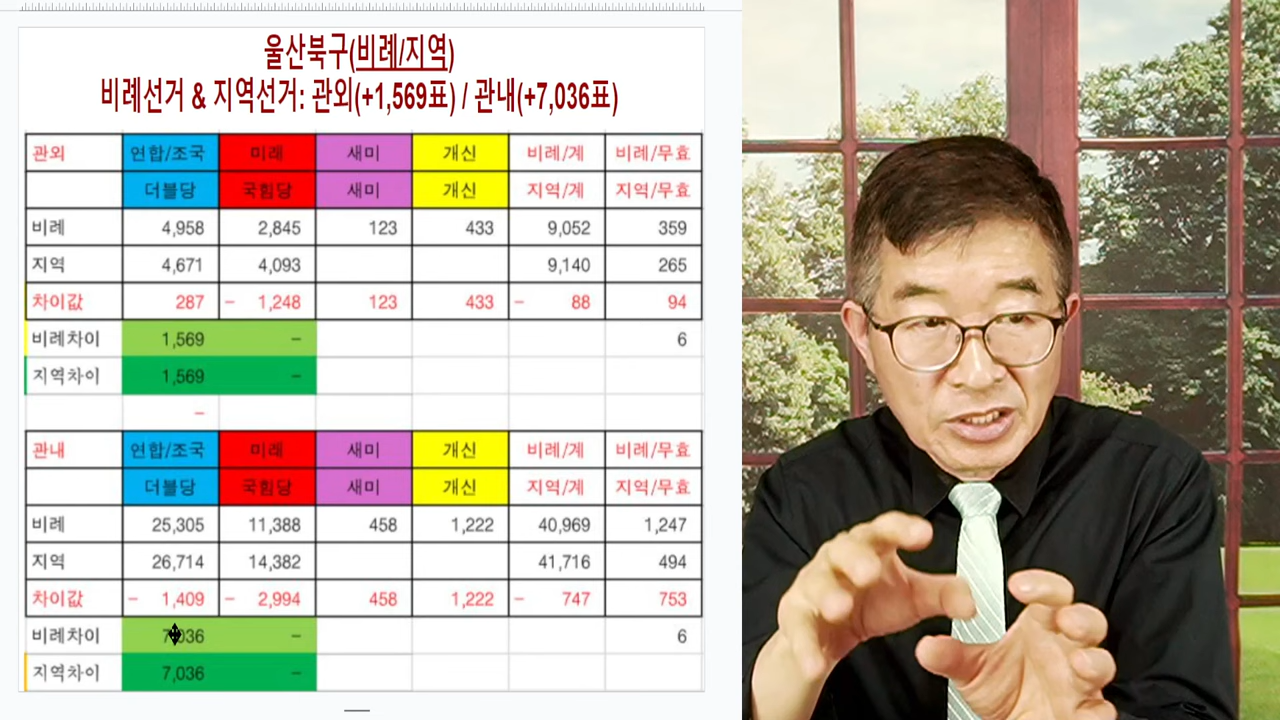 울산북구(비례/지역)
비례선거 & 지역선거: 관외(+1,569표) / 관내(+7,036표)
관외 연합/조국 미래 새미 개신 비례/계 비례/무효
더블당 국힘당 새미 개신 지역/계 지역/무효
비례 4,958 2,845 123 433 9,052 359
지역 4,671 4,093 9,140 265
차이값 287 - 1,248 123 433 - 88 94
비례차이 1,569 - 6
지역차이 1,569 -
-
관내 연합/조국 미래 새미 개신 비례/계 비례/무효
더블당 국힘당 새미 개신 지역/계 지역/무효
비례 25,305 11,388 458 1,222 40,969 1,247
지역 26,714 14,382 41,716 494
차이값 - 1,409 - 2,994 458 1,222 - 747 753
비례차이 7,036 - 6
지역차이 7,036 -